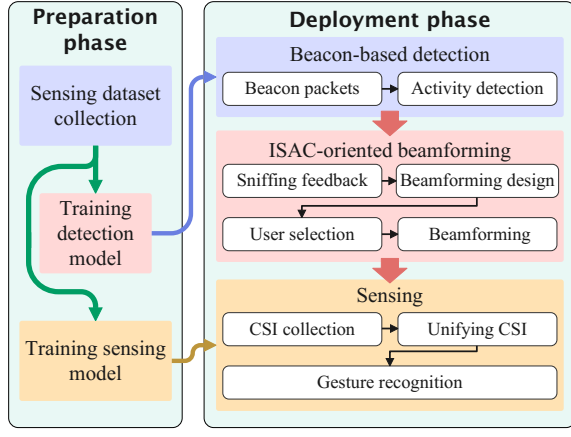 Preparation
phase
Sensing dataset
collection
Training
detection
model
Training sensing
model
Deployment phase
Beacon-based detection
Beacon packets
Activity detection
ISAC-oriented beamforming
Sniffing feedback
Beamforming design
User selection
Beamforming
Sensing
CSI collection
Unifying CSI
Gesture recognition